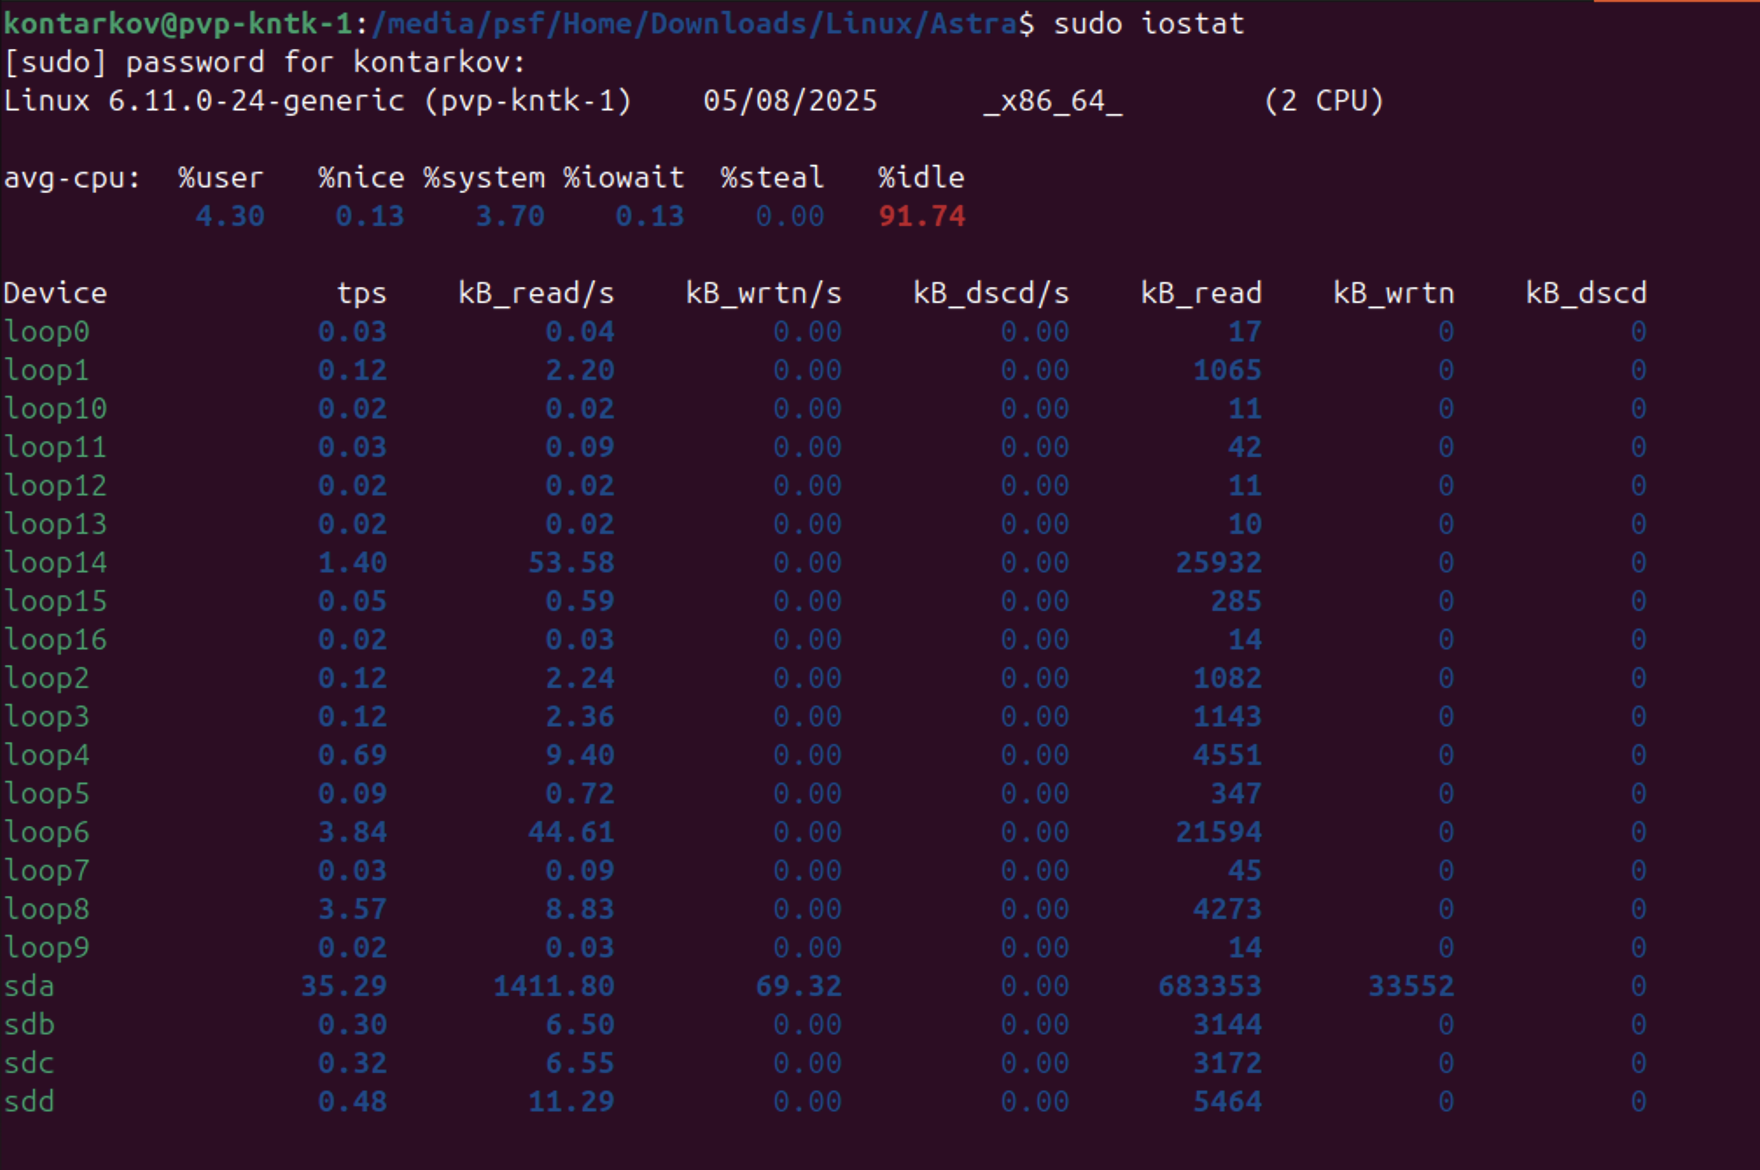 kontarkov@pvp-kntk-1:/media/psf/Home/Downloads/Linux/Astra$ sudo iostat
[sudo] password for kontarkov:
Linux 6.11.0-24-generic (pvp-kntk-1)    05/08/2025      _x86_64_        (2 CPU)
avg-cpu:  %user   %nice %system %iowait  %steal   %idle
           4.30    0.13    3.70    0.13    0.00   91.74
Device             tps    kB_read/s    kB_wrtn/s    kB_dscd/s    kB_read    kB_wrtn    kB_dscd
loop0             0.03         0.04         0.00         0.00         17          0          0
loop1             0.12         2.20         0.00         0.00       1065          0          0
loop10            0.02         0.02         0.00         0.00         11          0          0
loop11            0.03         0.09         0.00         0.00         42          0          0
loop12            0.02         0.02         0.00         0.00         11          0          0
loop13            0.02         0.02         0.00         0.00         10          0          0
loop14            1.40        53.58         0.00         0.00      25932          0          0
loop15            0.05         0.59         0.00         0.00        285          0          0
loop16            0.02         0.03         0.00         0.00         14          0          0
loop2             0.12         2.24         0.00         0.00       1082          0          0
loop3             0.12         2.36         0.00         0.00       1143          0          0
loop4             0.69         9.40         0.00         0.00       4551          0          0
loop5             0.09         0.72         0.00         0.00        347          0          0
loop6             3.84        44.61         0.00         0.00      21594          0          0
loop7             0.03         0.09         0.00         0.00         45          0          0
loop8             3.57         8.83         0.00         0.00       4273          0          0
loop9             0.02         0.03         0.00         0.00         14          0          0
sda              35.29      1411.80        69.32         0.00     683353      33552          0
sdb               0.30         6.50         0.00         0.00       3144          0          0
sdc               0.32         6.55         0.00         0.00       3172          0          0
sdd               0.48        11.29         0.00         0.00       5464          0          0